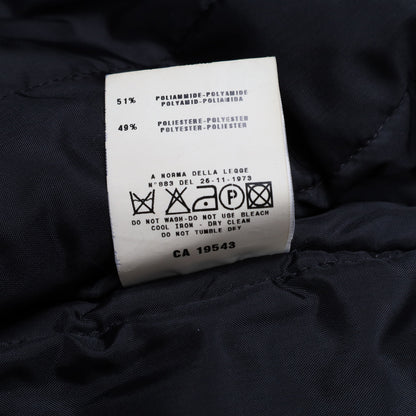 51% POLIAMMIDE-POLYAMIDE
POLYAMID-POLIAMIDA
49% POLIESTERE-POLYESTER
POLYESTER-POLIESTER
A NORMA DELLA LEGGE
N°883 DEL 26-11-1973
P
DO NOT WASH-DO NOT USE BLEACH
COOL IRON - DRY CLEAN
DO NOT TUMBLE DRY
CA 19543